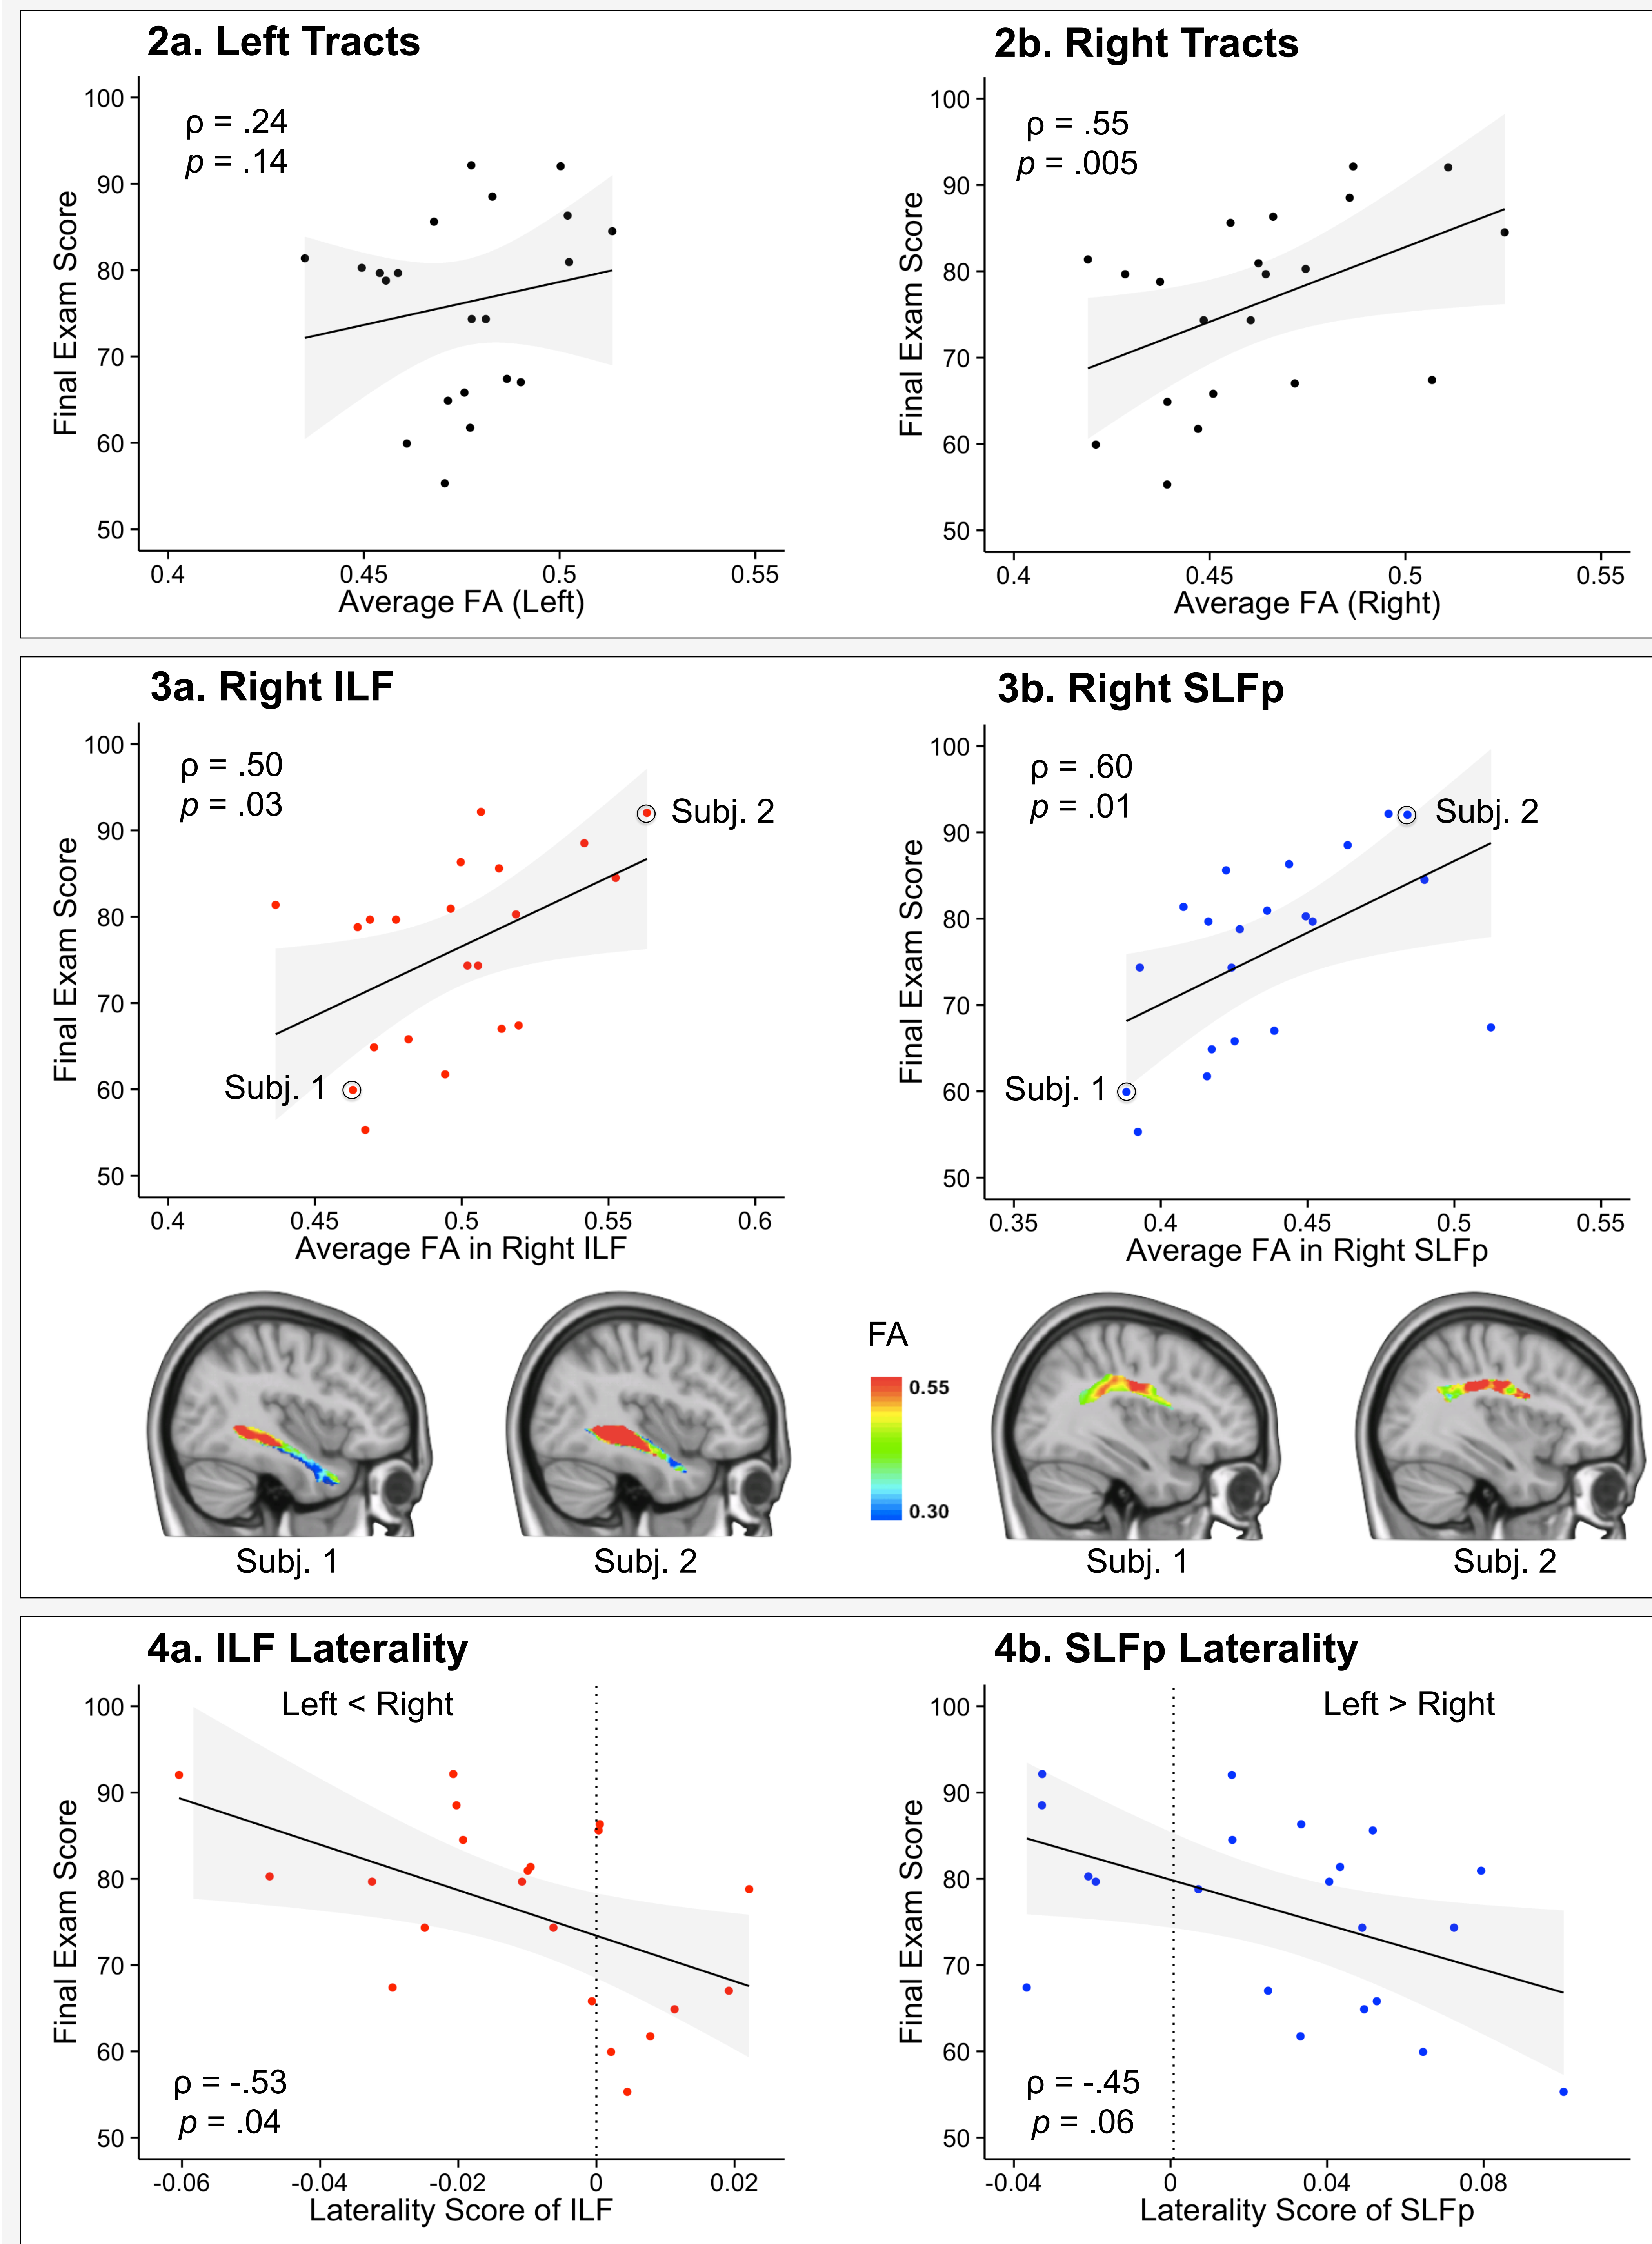 2a. Left Tracts
ρ = .24
p = .14
100
90
80
70
60
50
Final Exam Score
0.4 0.45 0.5 0.55
Average FA (Left)
2b. Right Tracts
ρ = .55
p = .005
100
90
80
70
60
50
Final Exam Score
0.4 0.45 0.5 0.55
Average FA (Right)
3a. Right ILF
ρ = .50
p = .03
100
90
80
70
60
50
Final Exam Score
Subj. 2
Subj. 1
0.4 0.45 0.5 0.55 0.6
Average FA in Right ILF
3b. Right SLFp
ρ = .60
p = .01
100
90
80
70
60
50
Final Exam Score
Subj. 2
Subj. 1
0.35 0.4 0.45 0.5 0.55
Average FA in Right SLFp
FA
0.55
0.30
Subj. 1 Subj. 2 Subj. 1 Subj. 2
4a. ILF Laterality
Left < Right
100
90
80
70
60
50
Final Exam Score
ρ = -.53
p = .04
-0.06 -0.04 -0.02 0 0.02
Laterality Score of ILF
4b. SLFp Laterality
Left > Right
100
90
80
70
60
50
Final Exam Score
ρ = -.45
p = .06
-0.04 0 0.04 0.08
Laterality Score of SLFp